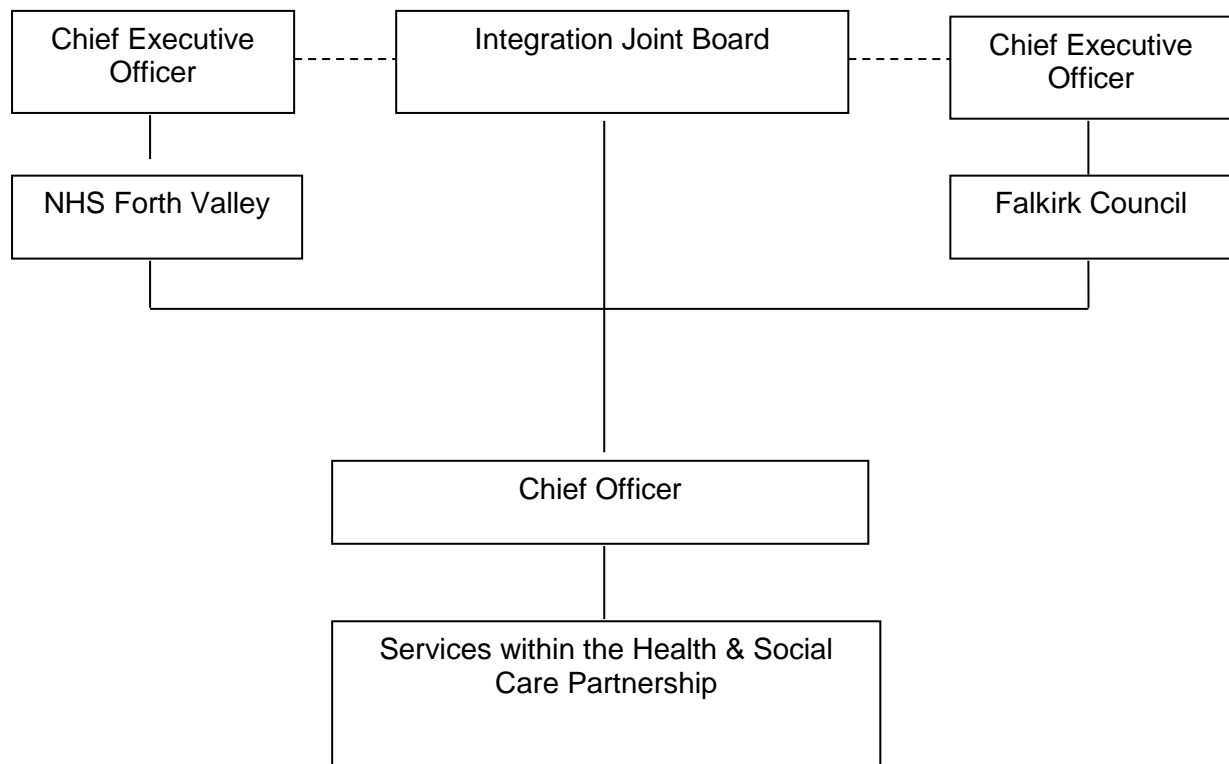 Chief Executive
Officer
Integration Joint Board
Chief Executive
Officer
NHS Forth Valley
Falkirk Council
Chief Officer
Services within the Health & Social
Care Partnership